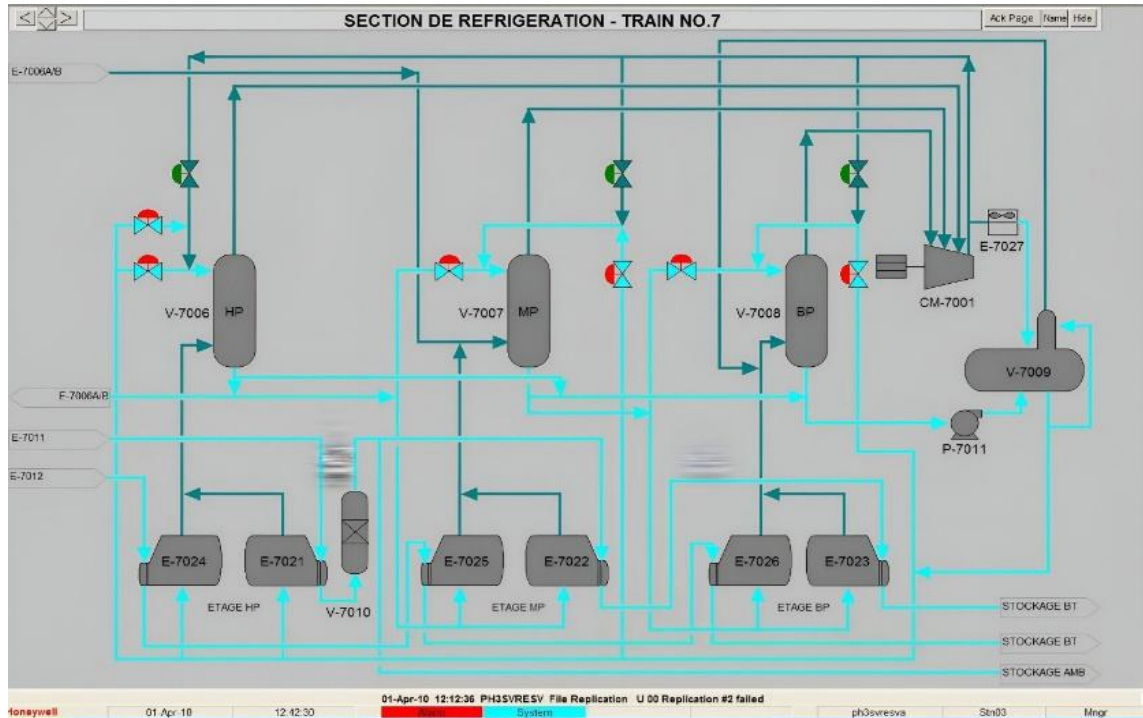 SECTION DE REFRIGERATION - TRAIN NO.7
Ack Page Name Hide
E-7006A/B
E-7027
CM-7001
V-7006 HP
V-7007 MP
V-7008 BP
V-7009
E-7006A/B
E-7011
P-7011
E-7012
E-7024 E-7021 E-7025 E-7022 E-7026 E-7023
ETAGE HP
V-7010
ETAGE MP
ETAGE BP
STOCKAGE BT
STOCKAGE BT
STOCKAGE AMB
01-Apr-10 12:12:36 PH3SVRESV File Replication U 00 Replication #2 failed
Honeywell 01-Apr-10 12:42:30 Alarm System ph3svresva Stn03 Mngr